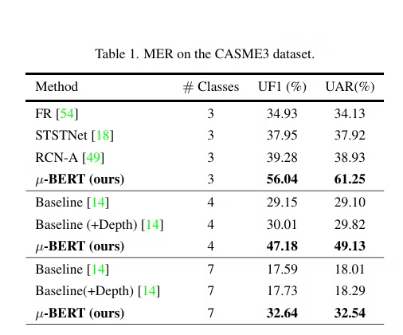 Table 1. MER on the CASME3 dataset.
Method # Classes UF1 (%) UAR(%)
FR [54] 3 34.93 34.13
STSTNet [18] 3 37.95 37.92
RCN-A [49] 3 39.28 38.93
μ-BERT (ours) 3 56.04 61.25
Baseline [14] 4 29.15 29.10
Baseline (+Depth) [14] 4 30.01 29.82
μ-BERT (ours) 4 47.18 49.13
Baseline [14] 7 17.59 18.01
Baseline(+Depth) [14] 7 17.73 18.29
μ-BERT (ours) 7 32.64 32.54